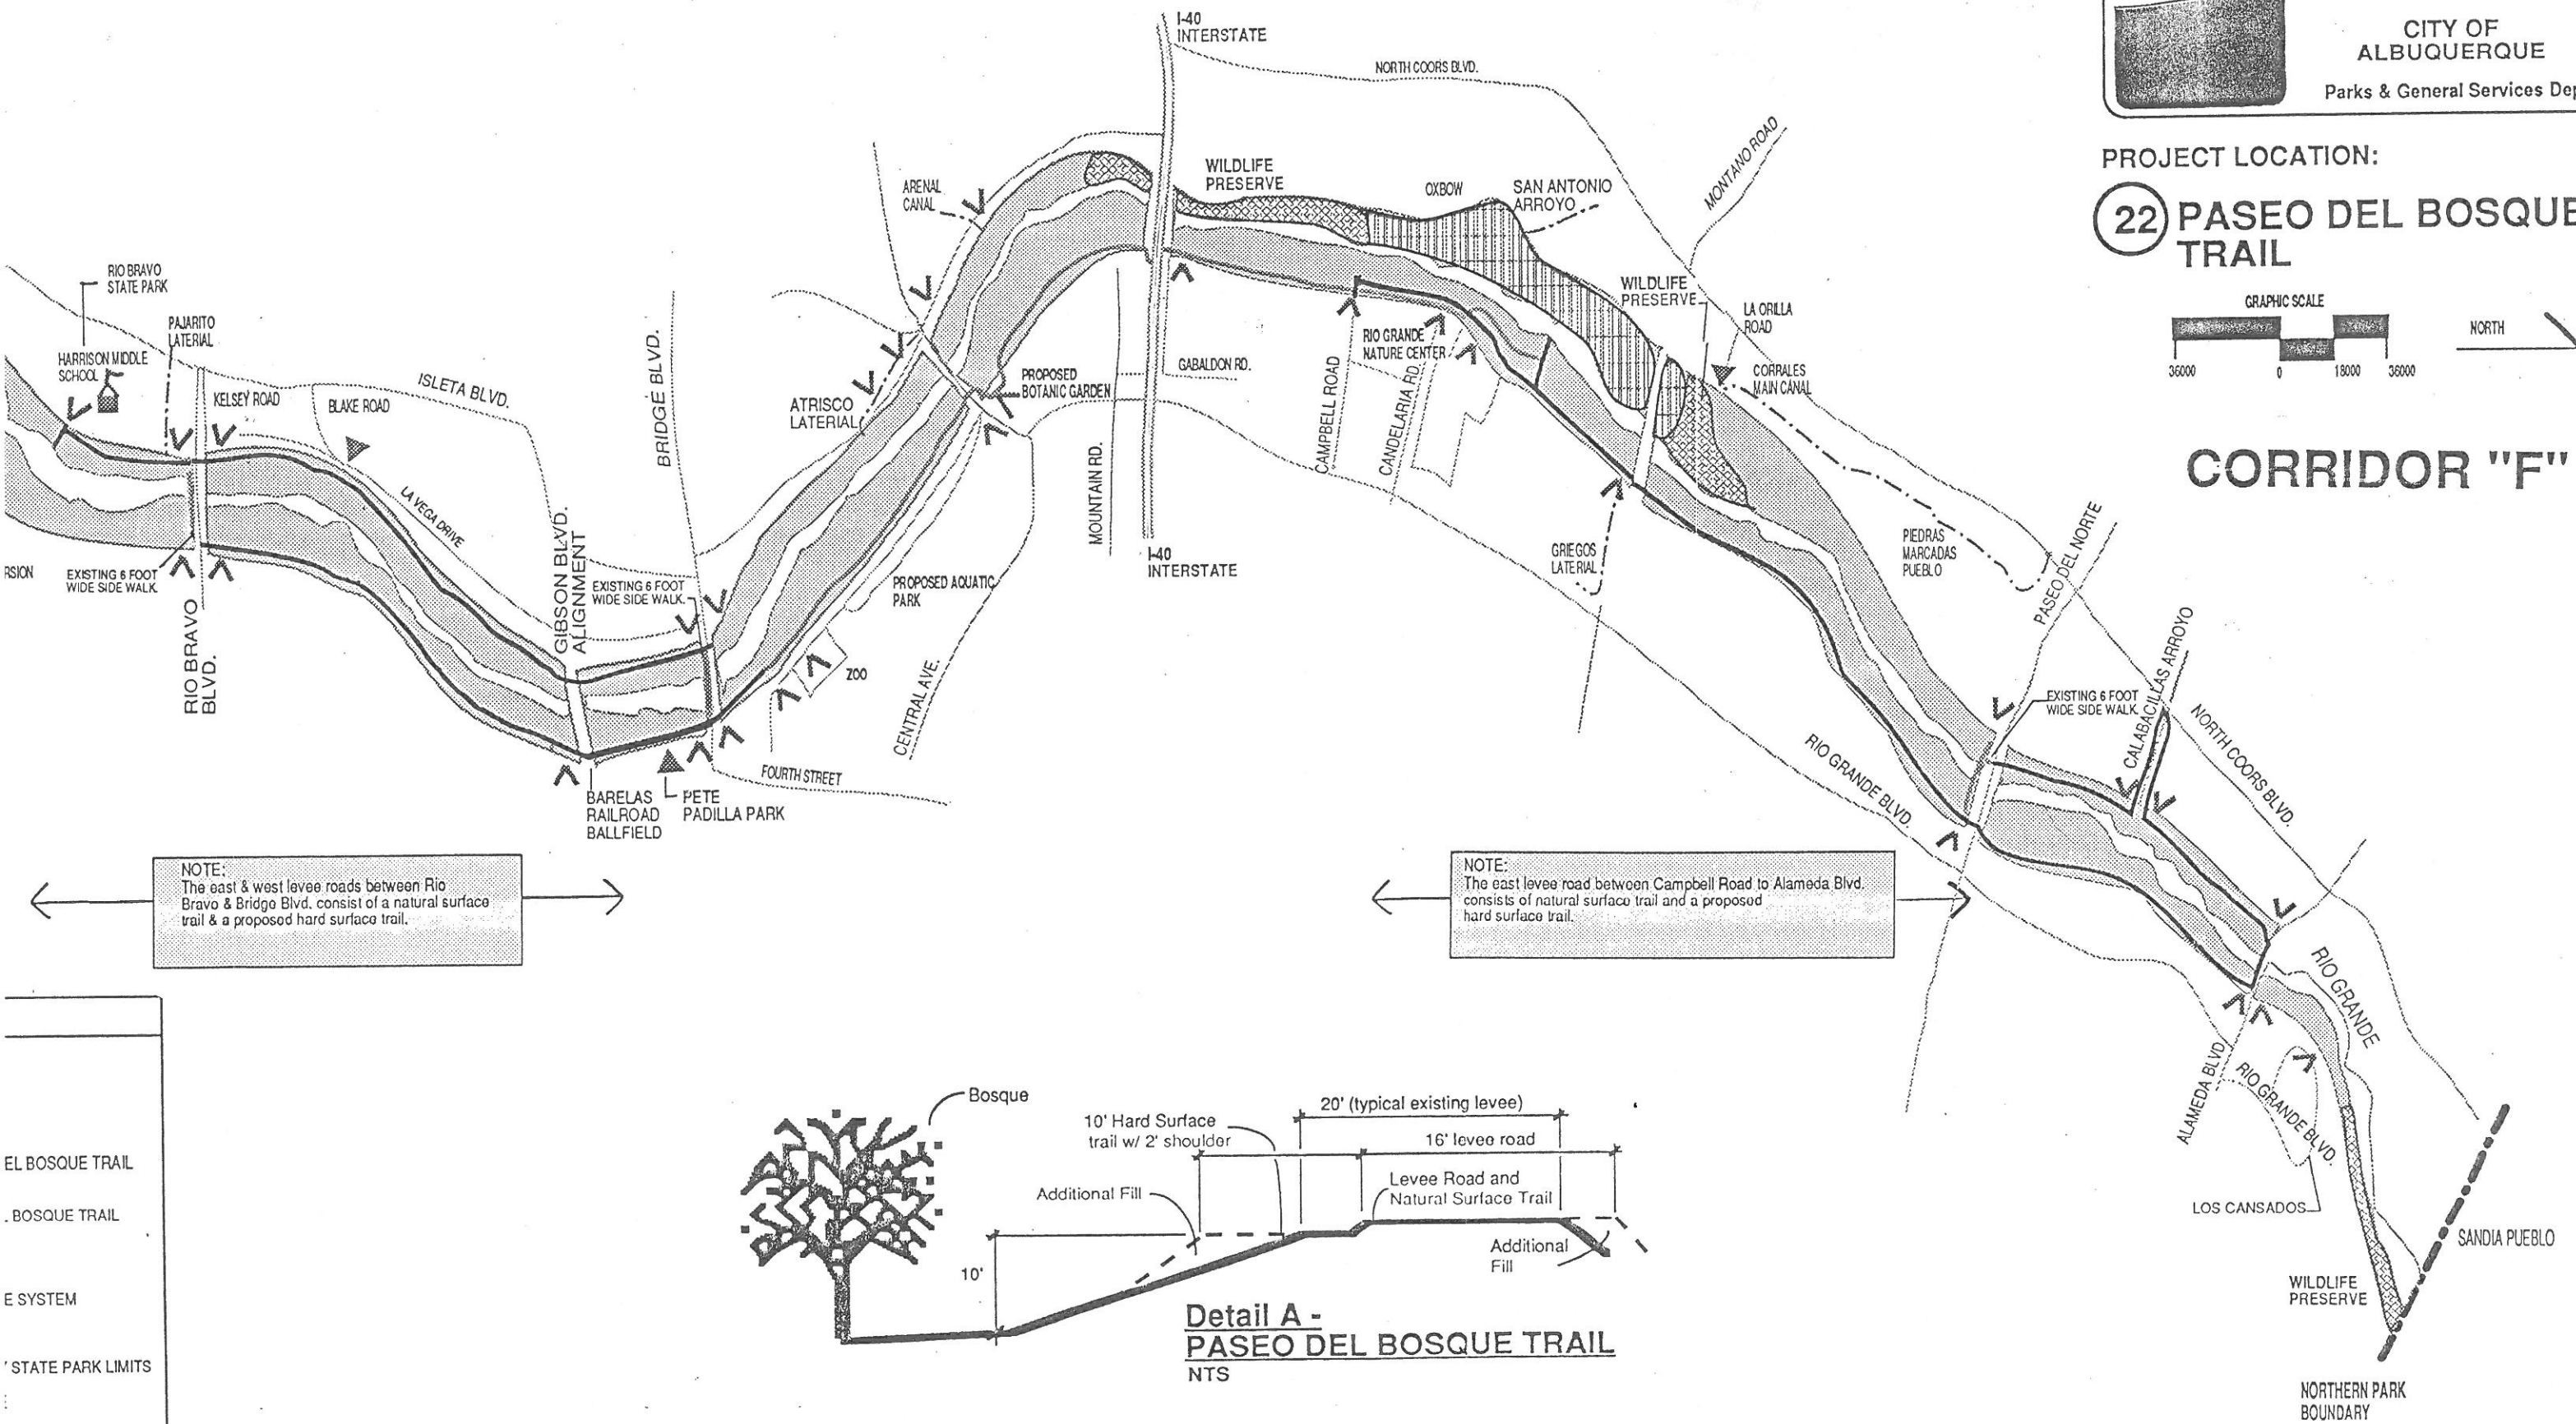 CITY OF
ALBUQUERQUE
Parks & General Services Dep
PROJECT LOCATION:
22 PASEO DEL BOSQUE
TRAIL
GRAPHIC SCALE
36000 0 18000 36000
NORTH
CORRIDOR "F"
I-40
INTERSTATE
NORTH COORS BLVD.
MONTANO ROAD
WILDLIFE
PRESERVE
OXBOW
SAN ANTONIO
ARROYO
ARENAL
CANAL
WILDLIFE
PRESERVE
LA ORILLA
ROAD
CORRALES
MAIN CANAL
RIO BRAVO
STATE PARK
PAJARITO
LATERIAL
HARRISON MIDDLE
SCHOOL
KELSEY ROAD
BLAKE ROAD
ISLETA BLVD.
BRIDGE BLVD.
ATRISCO
LATERIAL
PROPOSED
BOTANIC GARDEN
MOUNTAIN RD.
GABALDON RD.
RIO GRANDE
NATURE CENTER
CAMPBELL ROAD
CANDELARIA RD.
LA VEGA DRIVE
GIBSON BLVD.
ALIGNMENT
RSION
EXISTING 6 FOOT
WIDE SIDE WALK
RIO BRAVO
BLVD.
EXISTING 6 FOOT
WIDE SIDE WALK
PROPOSED AQUATIC
PARK
I-40
INTERSTATE
GRIEGOS
LATERIAL
PIEDRAS
MARCADAS
PUEBLO
PASEO DEL NORTE
ZOO
CENTRAL AVE.
FOURTH STREET
BARELAS
RAILROAD
BALLFIELD
PETE
PADILLA PARK
EXISTING 6 FOOT
WIDE SIDE WALK
CALABACILLAS ARROYO
NORTH COORS BLVD.
RIO GRANDE BLVD.
NOTE:
The east & west levee roads between Rio
Bravo & Bridge Blvd. consist of a natural surface
trail & a proposed hard surface trail.
NOTE:
The east levee road between Campbell Road to Alameda Blvd.
consists of natural surface trail and a proposed
hard surface trail.
RIO GRANDE
ALAMEDA BLVD.
RIO GRANDE BLVD.
LOS CANSADOS
SANDIA PUEBLO
WILDLIFE
PRESERVE
NORTHERN PARK
BOUNDARY
EL BOSQUE TRAIL
. BOSQUE TRAIL
E SYSTEM
STATE PARK LIMITS
Bosque
10' Hard Surface
trail w/ 2' shoulder
20' (typical existing levee)
16' levee road
Additional Fill
Levee Road and
Natural Surface Trail
Additional
Fill
10'
Detail A -
PASEO DEL BOSQUE TRAIL
NTS